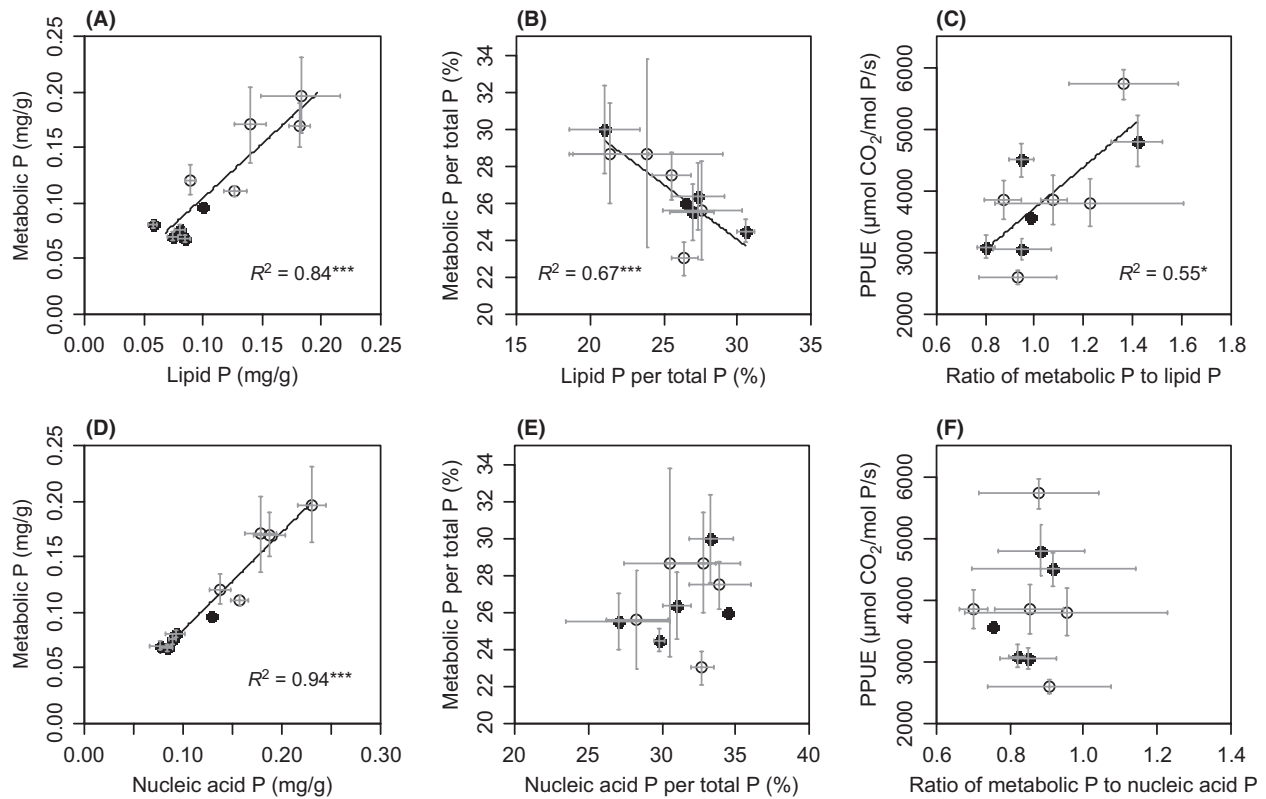 (A)
Metabolic P (mg/g)
0.00 0.05 0.10 0.15 0.20 0.25
R² = 0.84***
0.00 0.05 0.10 0.15 0.20 0.25
Lipid P (mg/g)
(B)
Metabolic P per total P (%)
20 22 24 26 28 30 32 34
R² = 0.67***
15 20 25 30 35
Lipid P per total P (%)
(C)
PPUE (µmol CO₂/mol P/s)
2000 3000 4000 5000 6000
R² = 0.55*
0.6 0.8 1.0 1.2 1.4 1.6 1.8
Ratio of metabolic P to lipid P
(D)
Metabolic P (mg/g)
0.00 0.05 0.10 0.15 0.20 0.25
R² = 0.94***
0.00 0.10 0.20 0.30
Nucleic acid P (mg/g)
(E)
Metabolic P per total P (%)
20 22 24 26 28 30 32 34
20 25 30 35 40
Nucleic acid P per total P (%)
(F)
PPUE (µmol CO₂/mol P/s)
2000 3000 4000 5000 6000
0.6 0.8 1.0 1.2 1.4
Ratio of metabolic P to nucleic acid P